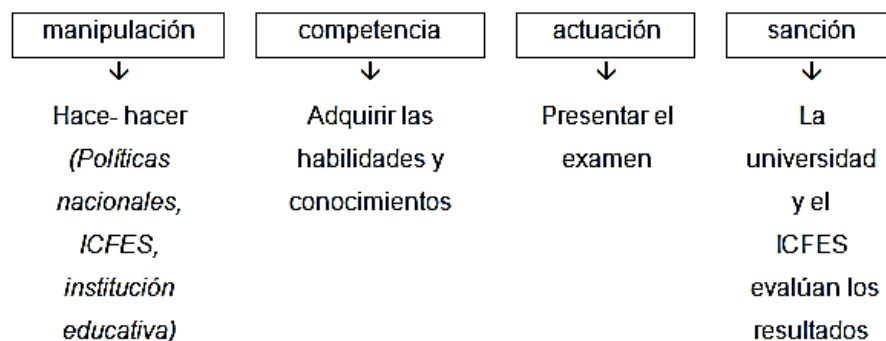 manipulación
competencia
actuación
sanción
Hace- hacer
(Políticas
nacionales,
ICFES,
institución
educativa)
Adquirir las
habilidades y
conocimientos
Presentar el
examen
La
universidad
y el
ICFES
evalúan los
resultados